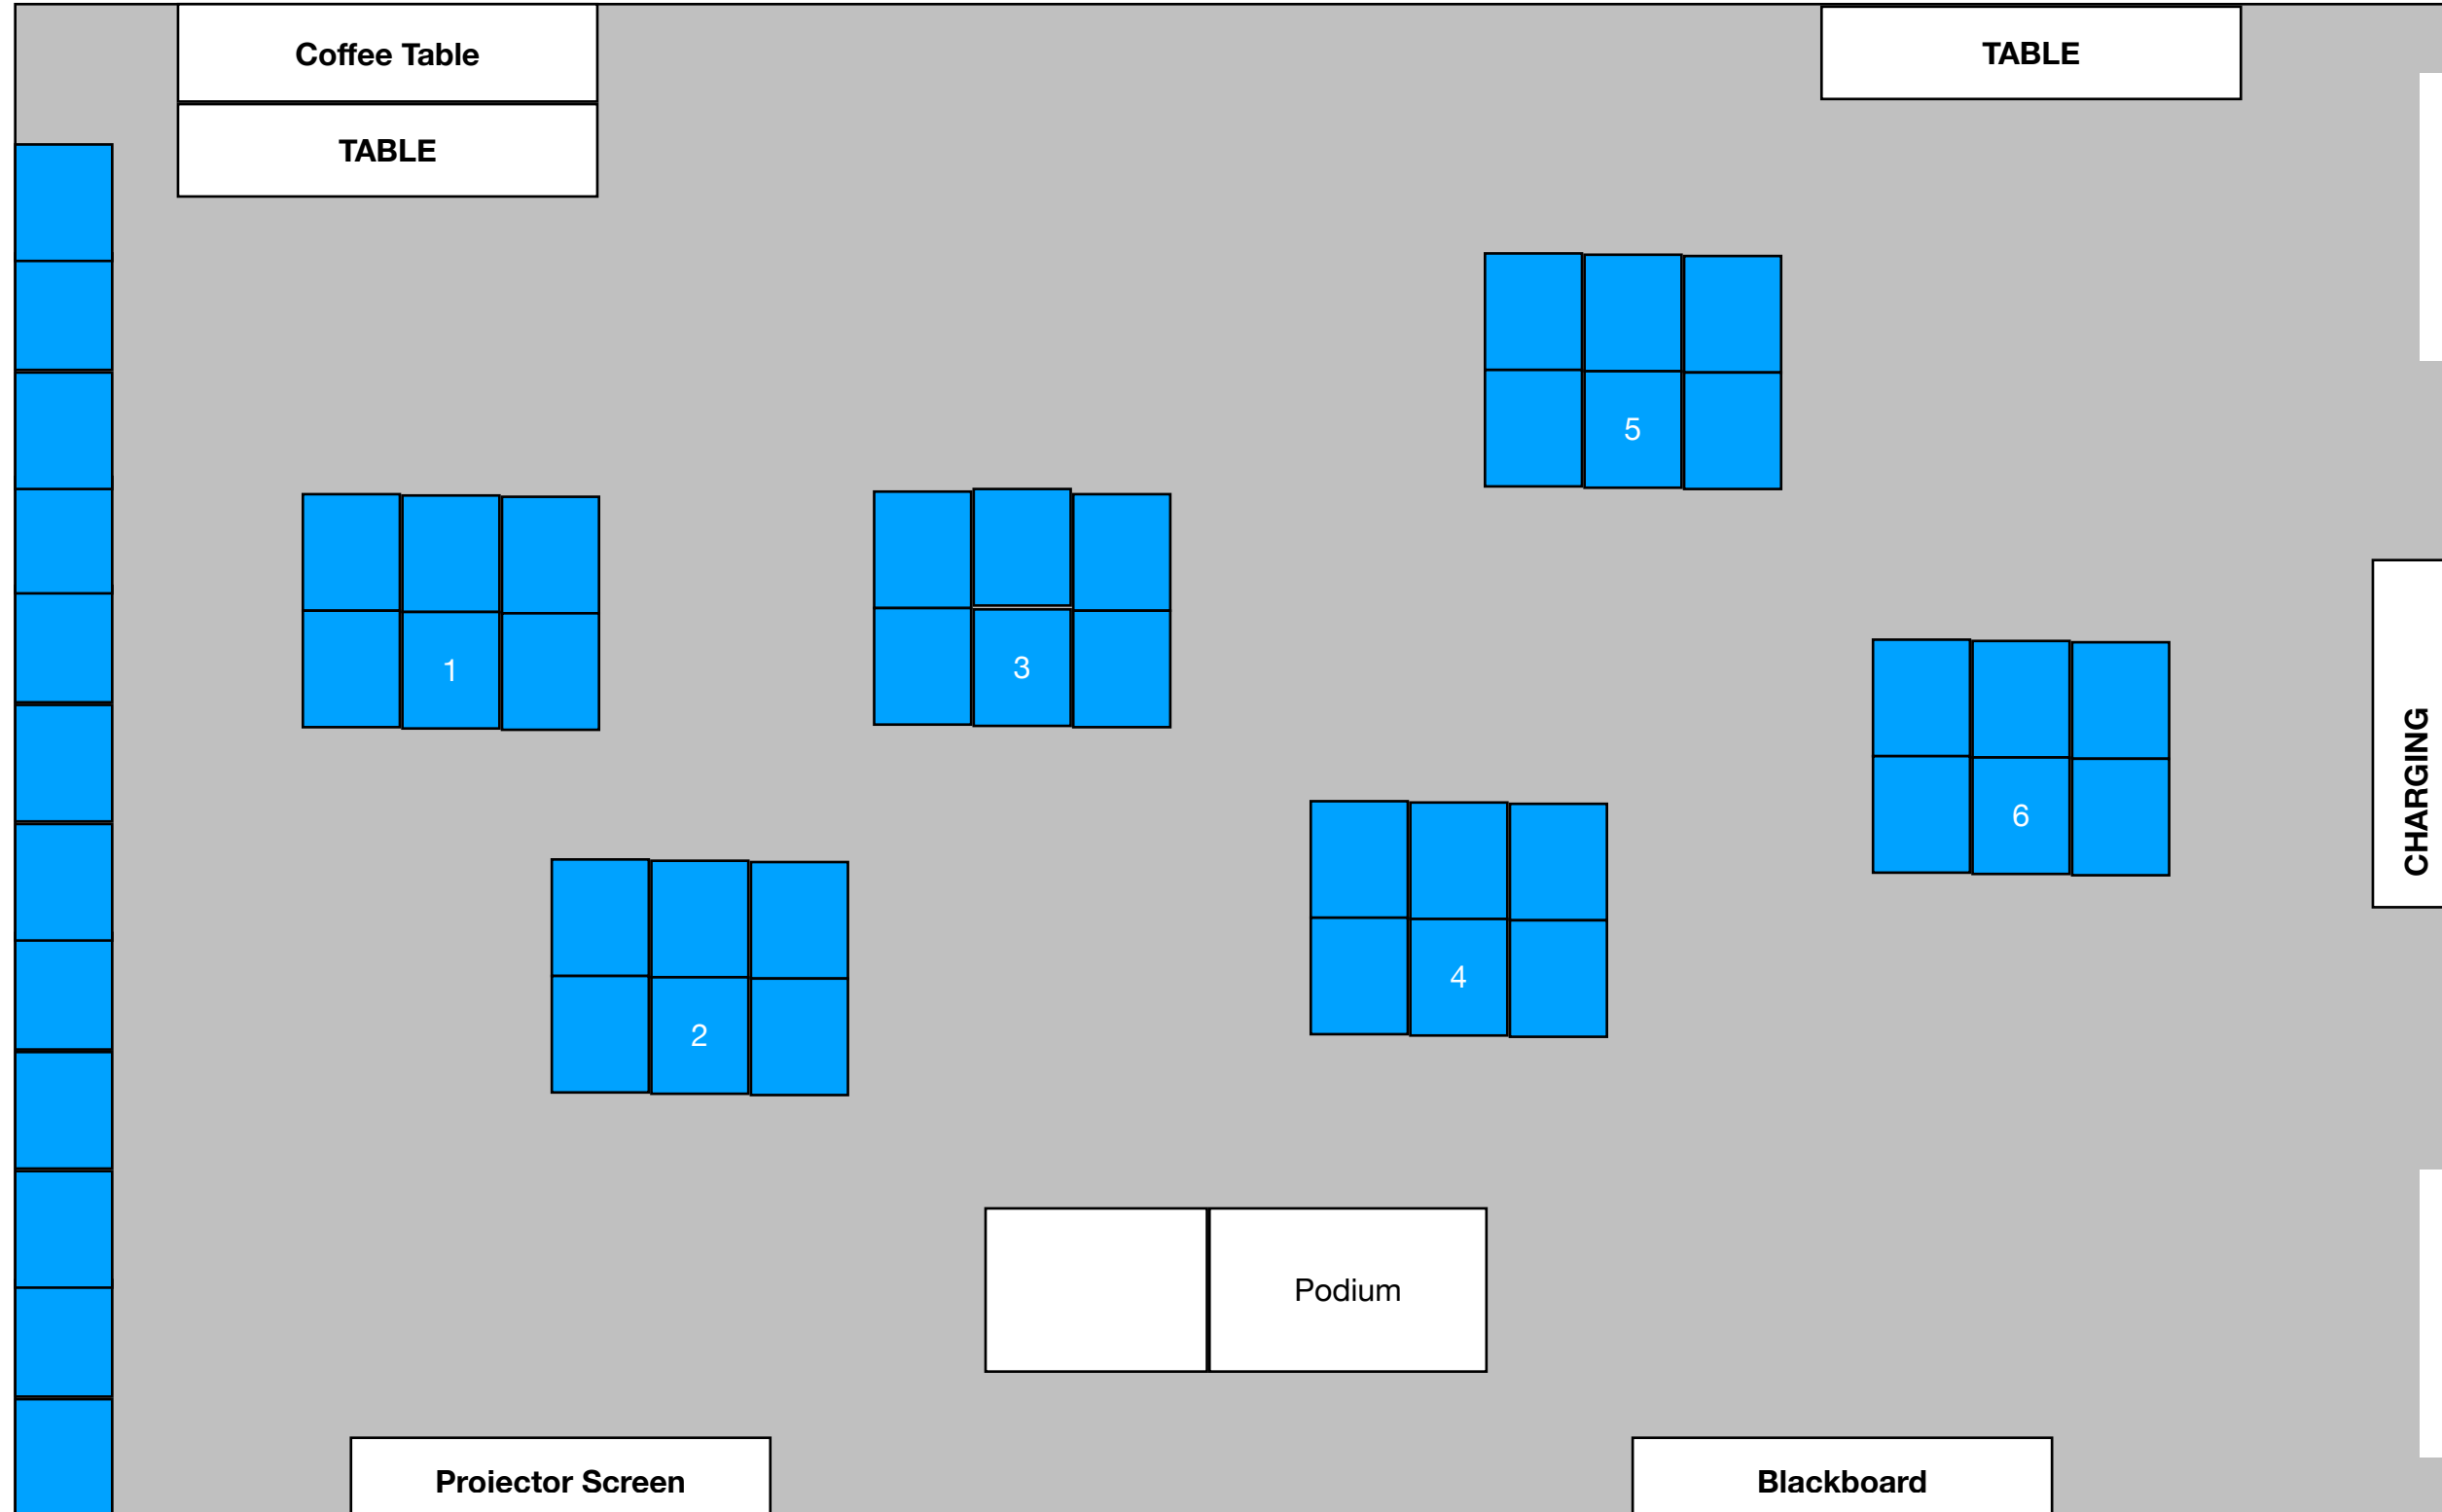 Coffee Table
TABLE
TABLE
5
1
3
6
CHARGING
4
2
Podium
Projector Screen
Blackboard